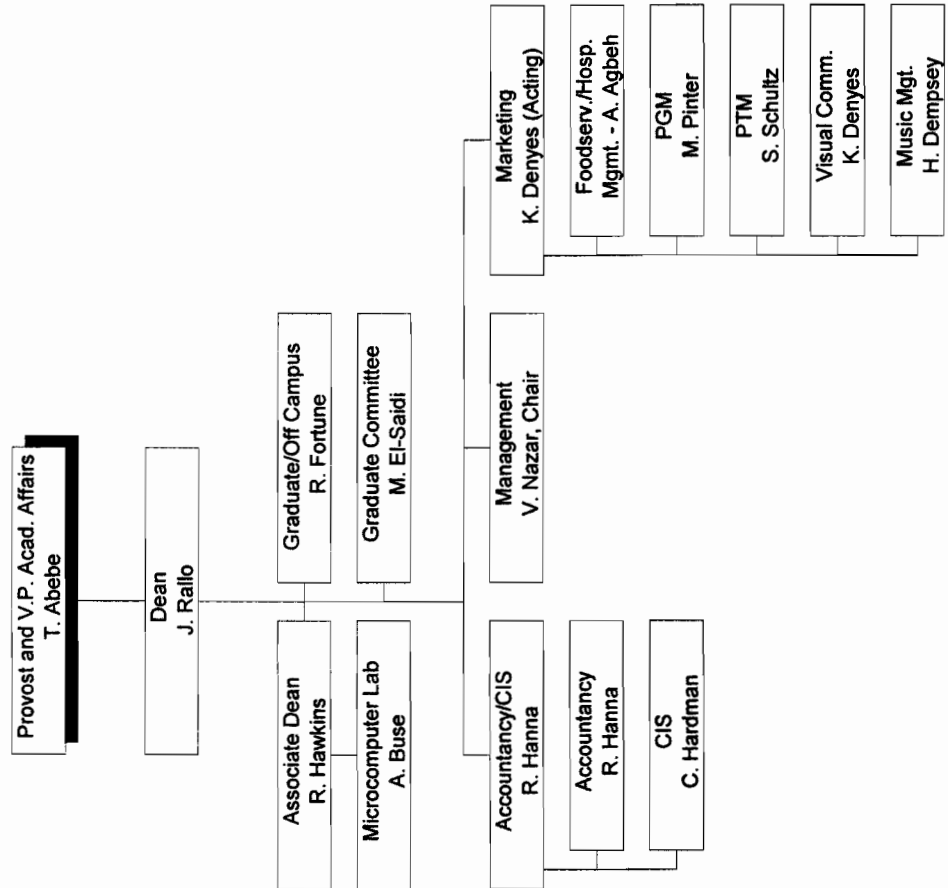 Provost and V.P. Acad. Affairs
T. Abebe
Dean
J. Rallo
Associate Dean
R. Hawkins
Graduate/Off Campus
R. Fortune
Microcomputer Lab
A. Buse
Graduate Committee
M. El-Saidi
Accountancy/CIS
R. Hanna
Accountancy
R. Hanna
CIS
C. Hardman
Management
V. Nazar, Chair
Marketing
K. Denyes (Acting)
Foodserv./Hosp.
Mgmt. - A. Agbeh
PGM
M. Pinter
PTM
S. Schultz
Visual Comm.
K. Denyes
Music Mgt.
H. Dempsey